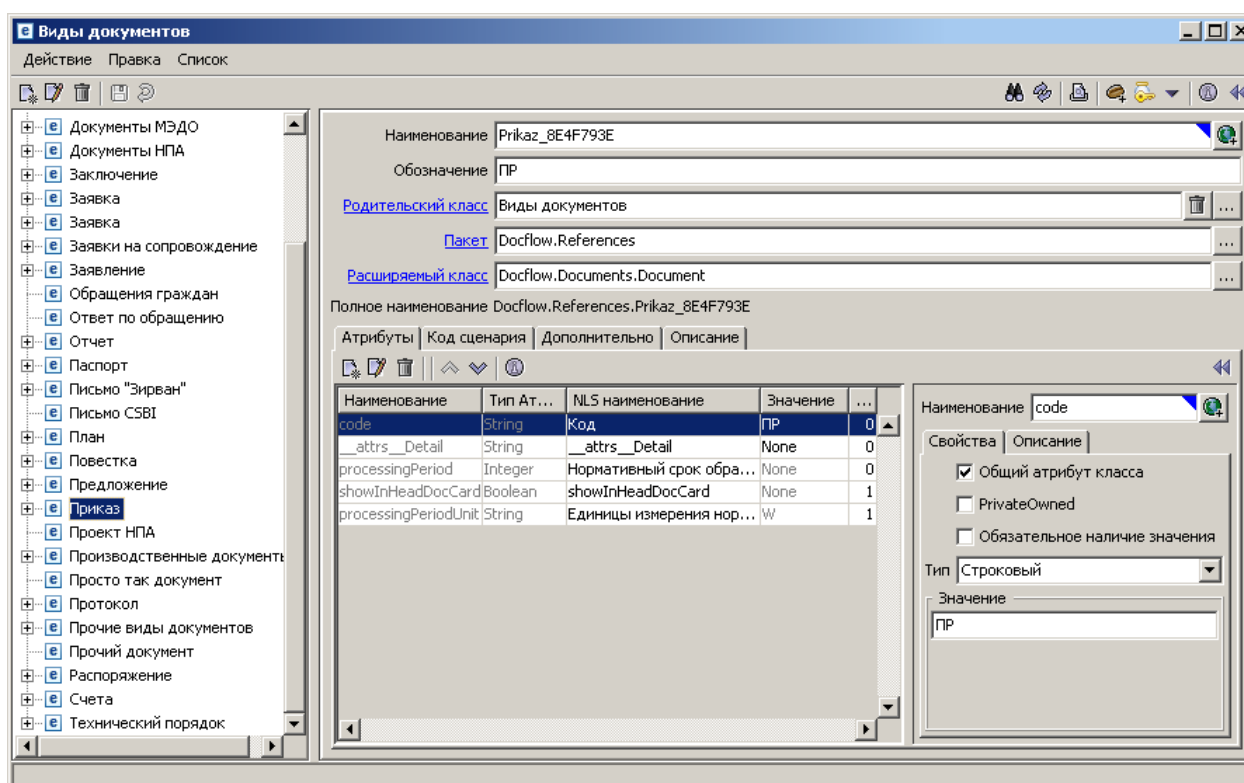 Виды документов
Действие Правка Список
Документы МЭДО
Документы НПА
Заключение
Заявка
Заявка
Заявки на сопровождение
Заявление
Обращения граждан
Ответ по обращению
Отчет
Паспорт
Письмо "Зирван"
Письмо CSBI
План
Повестка
Предложение
Приказ
Проект НПА
Производственные документы
Просто так документ
Протокол
Прочие виды документов
Прочий документ
Распоряжение
Счета
Технический порядок
Наименование Prikaz_8E4F793E
Обозначение ПР
Родительский класс Виды документов ...
Пакет Docflow.References ...
Расширяемый класс Docflow.Documents.Document ...
Полное наименование Docflow.References.Prikaz_8E4F793E
Атрибуты Код сценария Дополнительно Описание
Наименование Тип Ат... NLS наименование Значение ...
code String Код ПР 0
__attrs__Detail String __attrs__Detail None 0
processingPeriod Integer Нормативный срок обра... None 0
showInHeadDocCard Boolean showInHeadDocCard None 1
processingPeriodUnit String Единицы измерения нор... W 1
Наименование code
Свойства Описание
Общий атрибут класса
PrivateOwned
Обязательное наличие значения
Тип Строковый
Значение
ПР